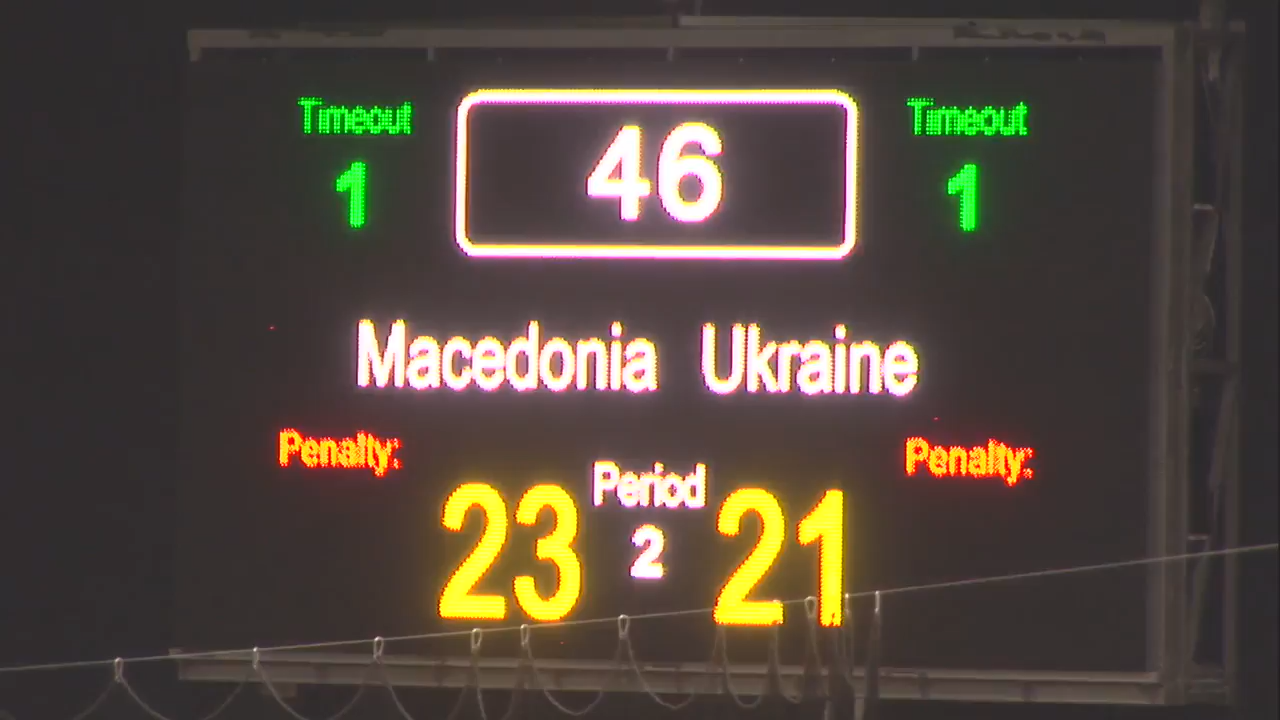 Timeout 46 Timeout
1 1
Macedonia Ukraine
Penalty: Period Penalty:
23 2 21